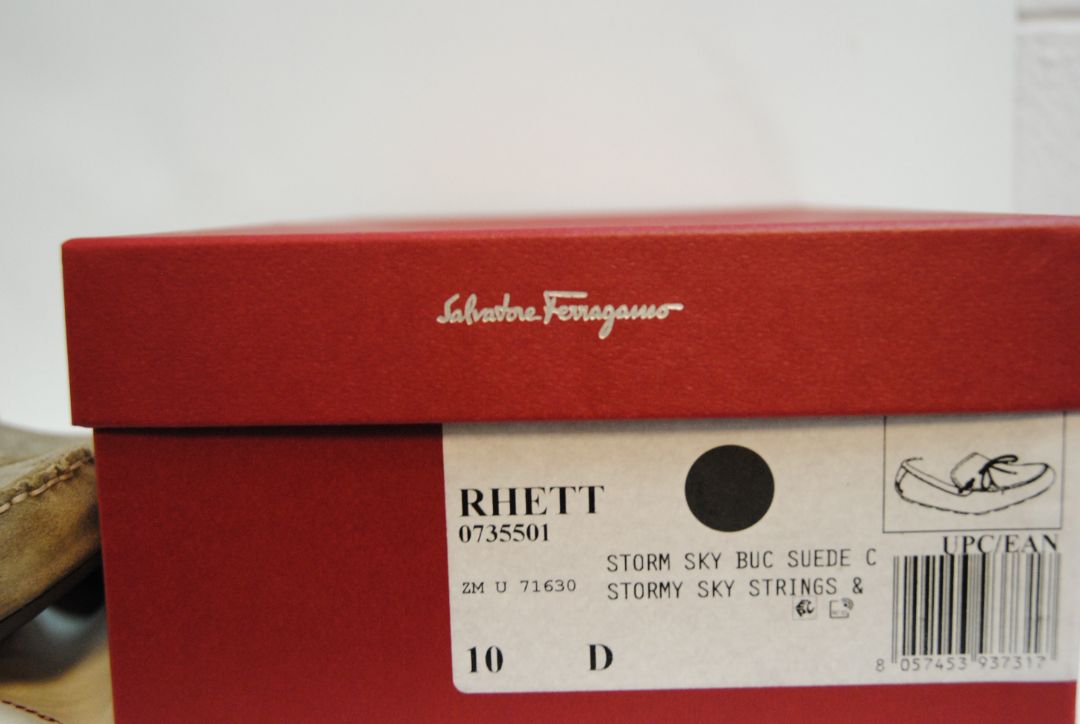 Salvatore Ferragamo
RHETT
0735501
UPC/EAN
STORM SKY BUC SUEDE C
ZM U 71630
STORMY SKY STRINGS &
10 D
8 057453 937317